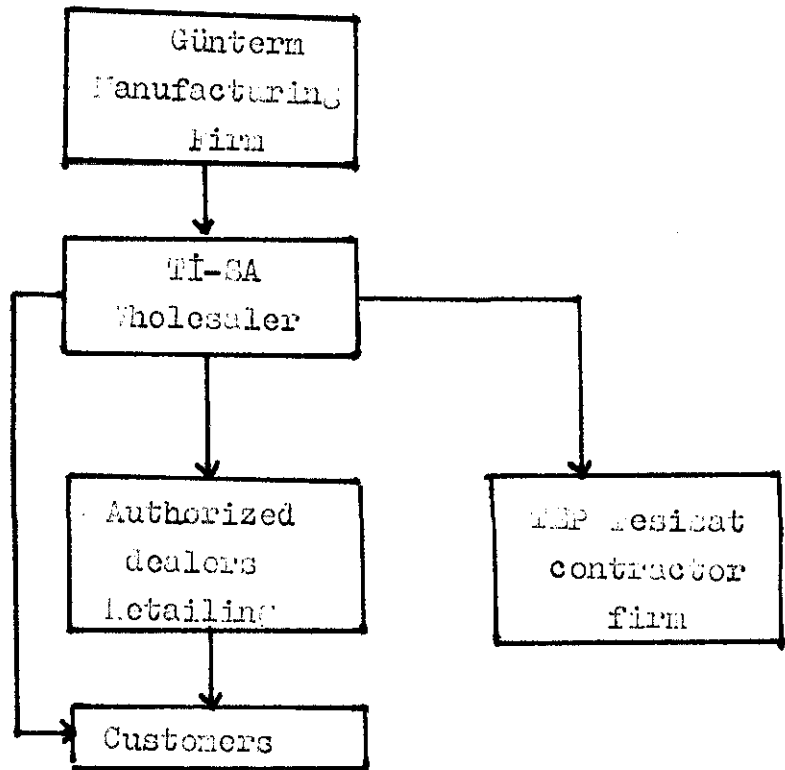 Günterm
Manufacturing
Firm
Tİ-SA
Wholesaler
Authorized
dealers
Retailing
contractor
firm
Customers